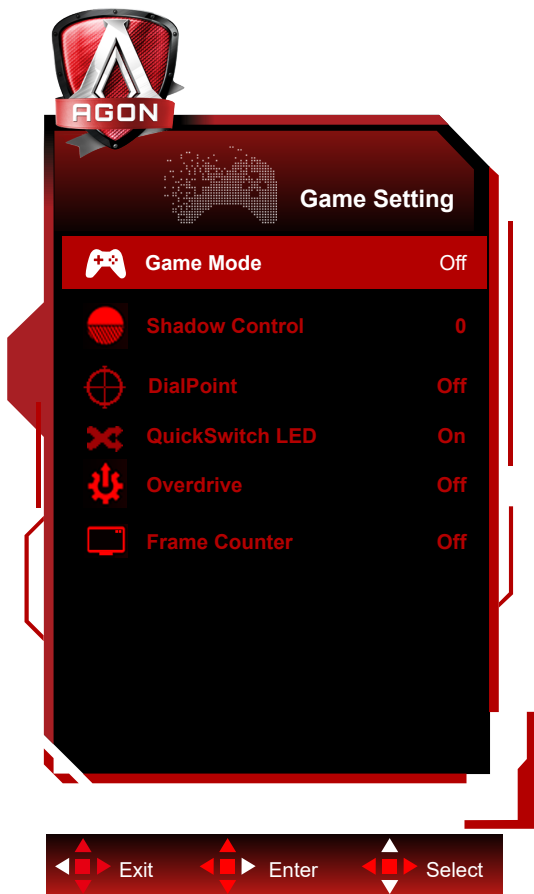 AGON
Game Setting
Game Mode Off
Shadow Control 0
DialPoint Off
QuickSwitch LED On
Overdrive Off
Frame Counter Off
Exit Enter Select